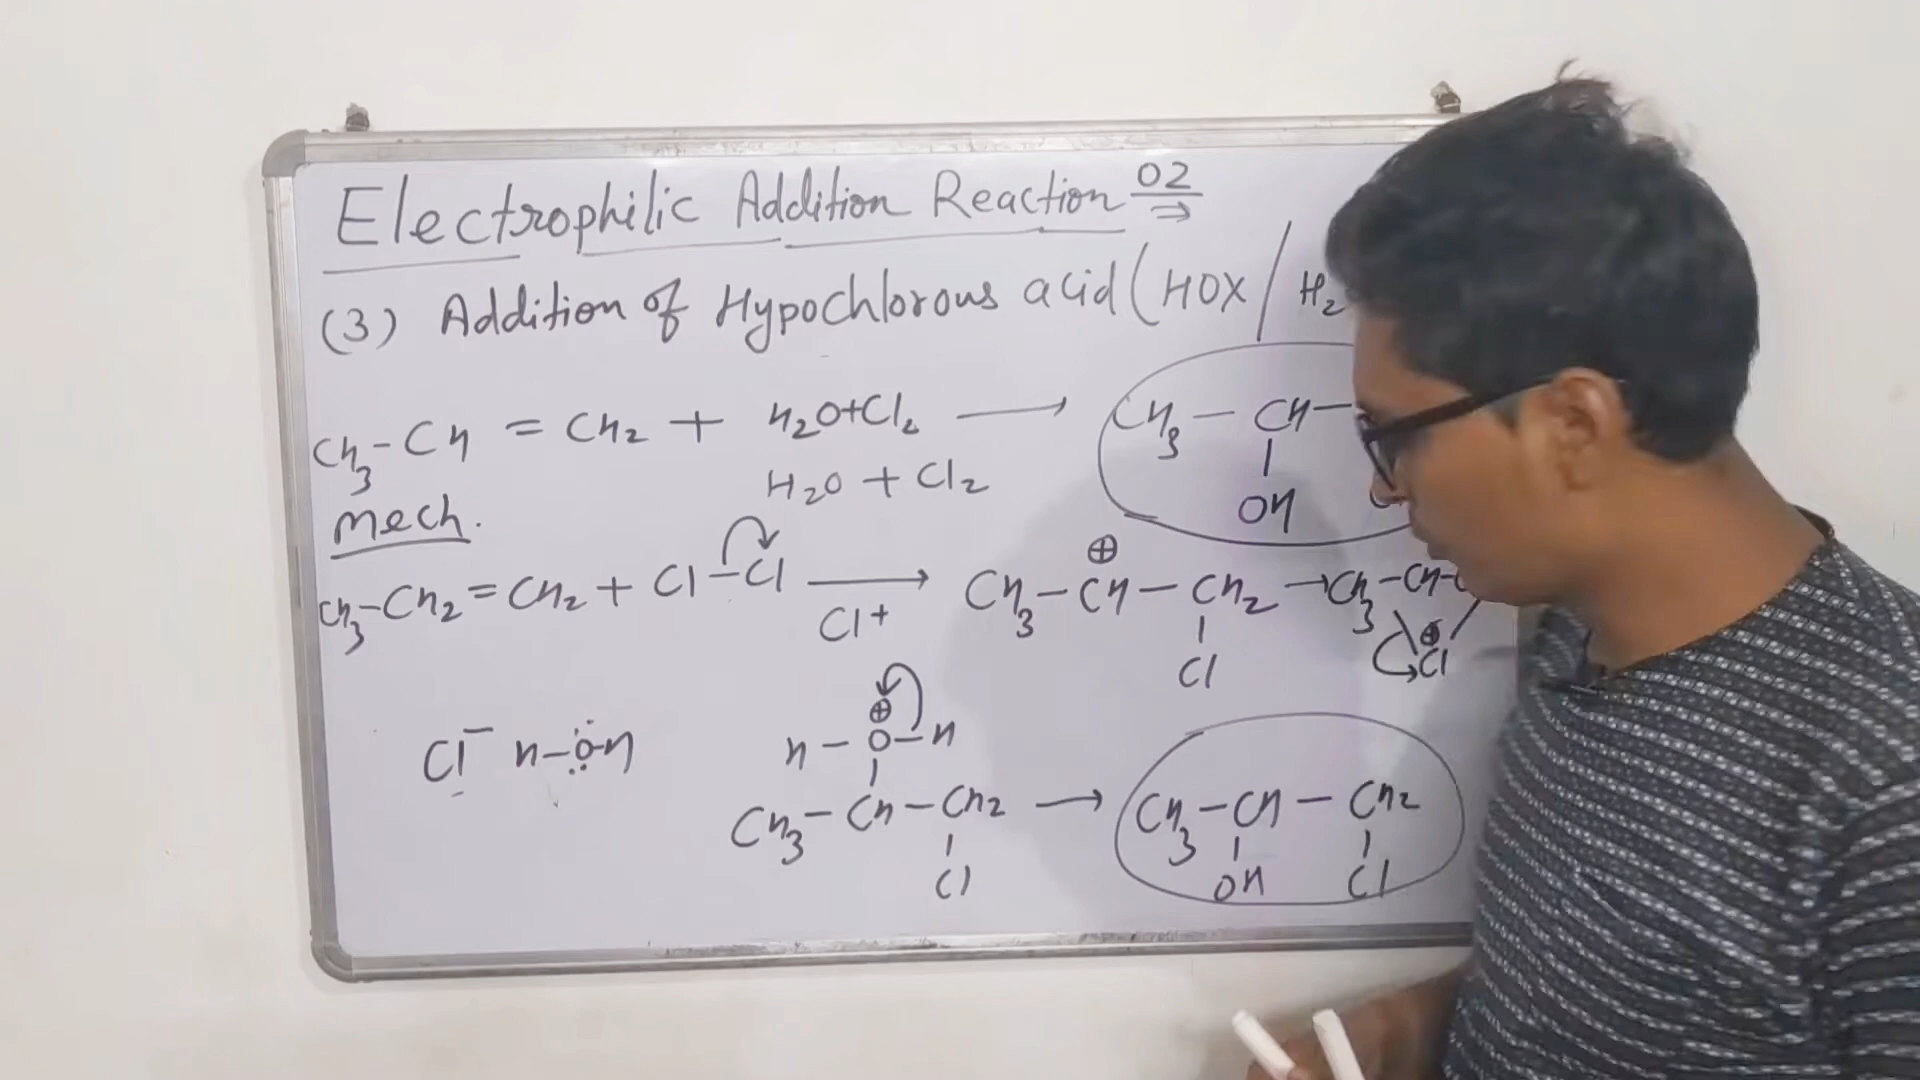 Electrophilic Addition Reaction 02 →
(3) Addition of Hypochlorous acid (HOX / H2
CH3-CH = CH2 + H2O+Cl2 → CH3 - CH -
H2O + Cl2
OH
Mech.
CH3-CH2=CH2 + Cl-Cl → CH3-CH-CH2 → CH3-CH-
Cl+
⊕
Cl
⊕
Cl
Cl⁻ H-Ö-H
⊕
H-O-H
CH3-CH-CH2 → CH3-CH-CH2
Cl
OH Cl